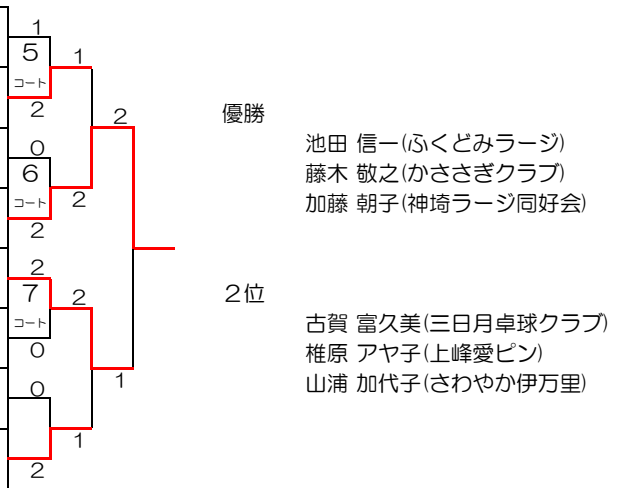 1
5
1
コート
2
2
優勝
0
池田 信一(ふくどみラージ)
6
藤木 敬之(かささぎクラブ)
コート
2
加藤 朝子(神埼ラージ同好会)
2
2
7
2
2位
コート
古賀 富久美(三日月卓球クラブ)
0
椎原 アヤ子(上峰愛ピン)
0
1
山浦 加代子(さわやか伊万里)
1
2